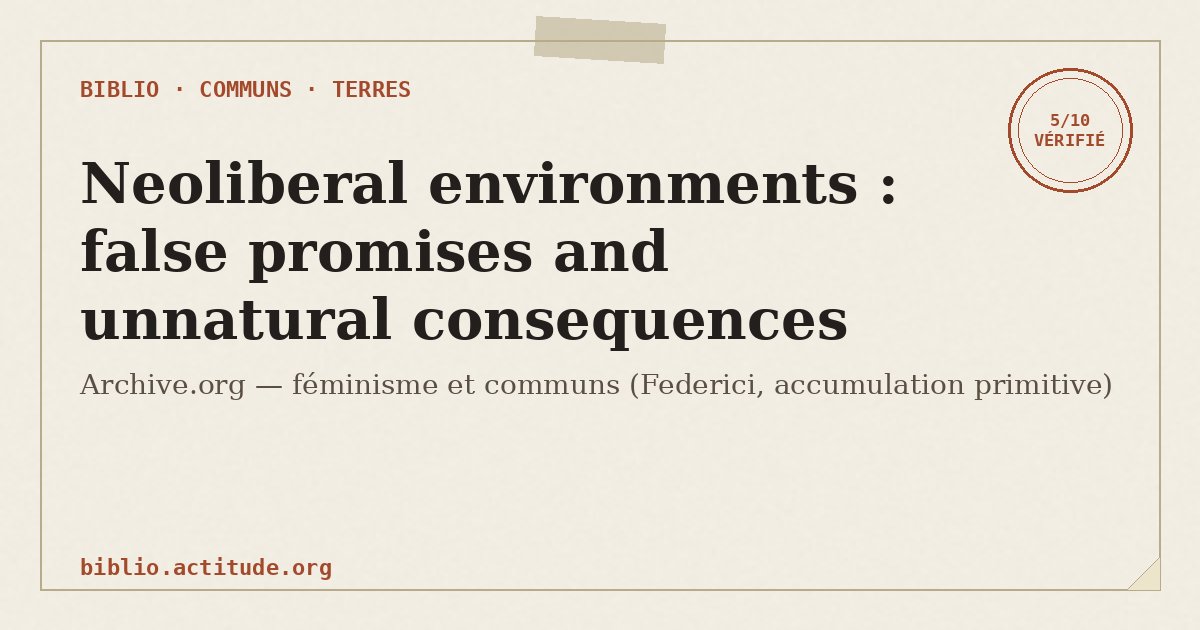 BIBLIO · COMMUNS · TERRES
5/10
VÉRIFIÉ
Neoliberal environments :
false promises and
unnatural consequences
Archive.org — féminisme et communs (Federici, accumulation primitive)
biblio.actitude.org